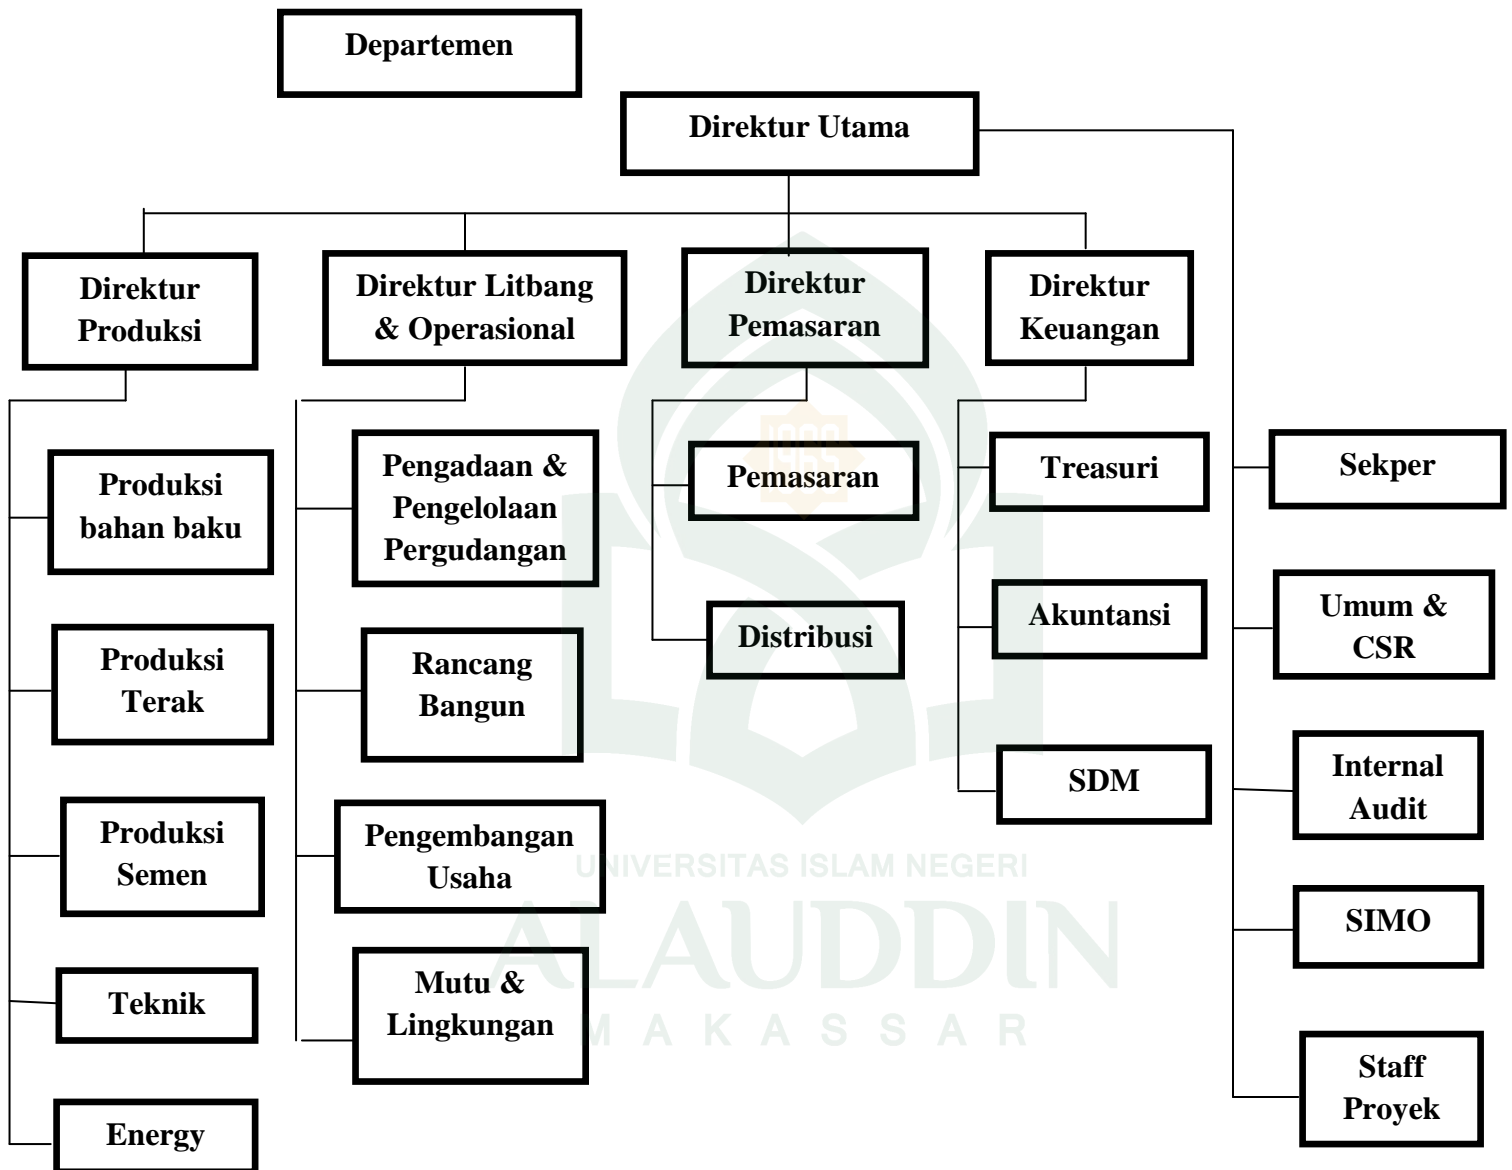 Departemen
Direktur Utama
Direktur
Produksi
Direktur Litbang
& Operasional
Direktur
Pemasaran
Direktur
Keuangan
Produksi
bahan baku
Produksi
Terak
Produksi
Semen
Teknik
Energy
Pengadaan &
Pengelolaan
Pergudangan
Rancang
Bangun
Pengembangan
Usaha
Mutu &
Lingkungan
Pemasaran
Distribusi
Treasuri
Akuntansi
SDM
Sekper
Umum &
CSR
Internal
Audit
SIMO
Staff
Proyek
1965
UNIVERSITAS ISLAM NEGERI
ALAUDDIN
MAKASSAR